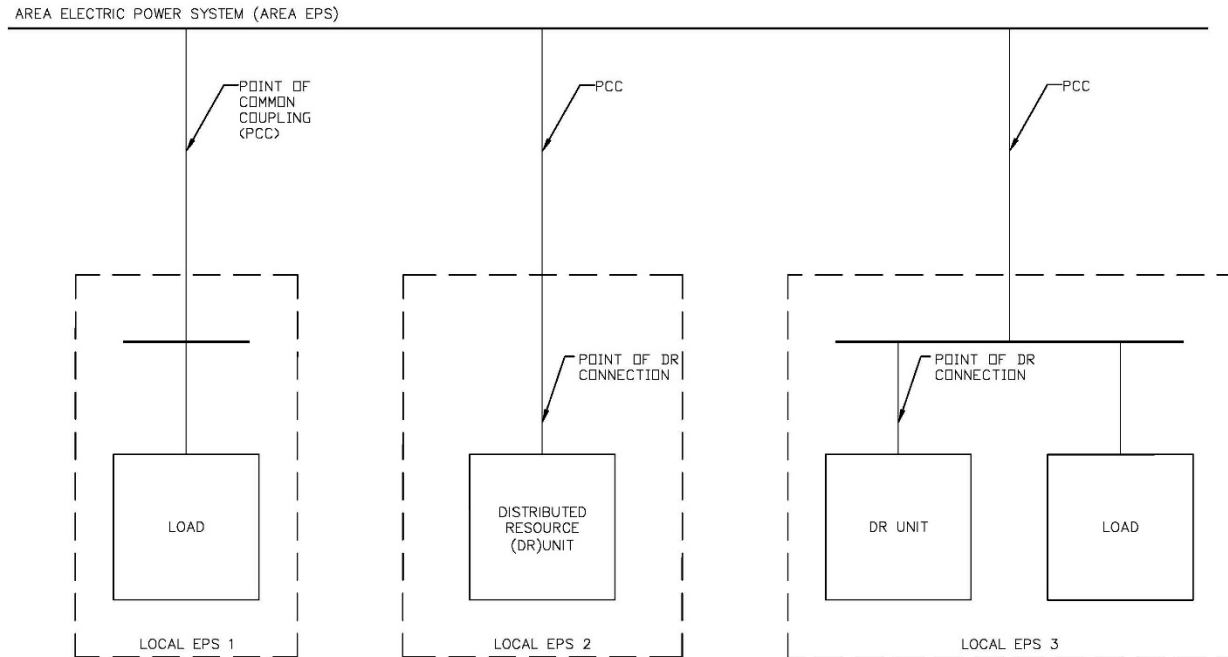 AREA ELECTRIC POWER SYSTEM (AREA EPS)
POINT OF
COMMON
COUPLING
(PCC)
PCC
PCC
POINT OF DR
CONNECTION
POINT OF DR
CONNECTION
LOAD
DISTRIBUTED
RESOURCE
(DR)UNIT
DR UNIT
LOAD
LOCAL EPS 1
LOCAL EPS 2
LOCAL EPS 3